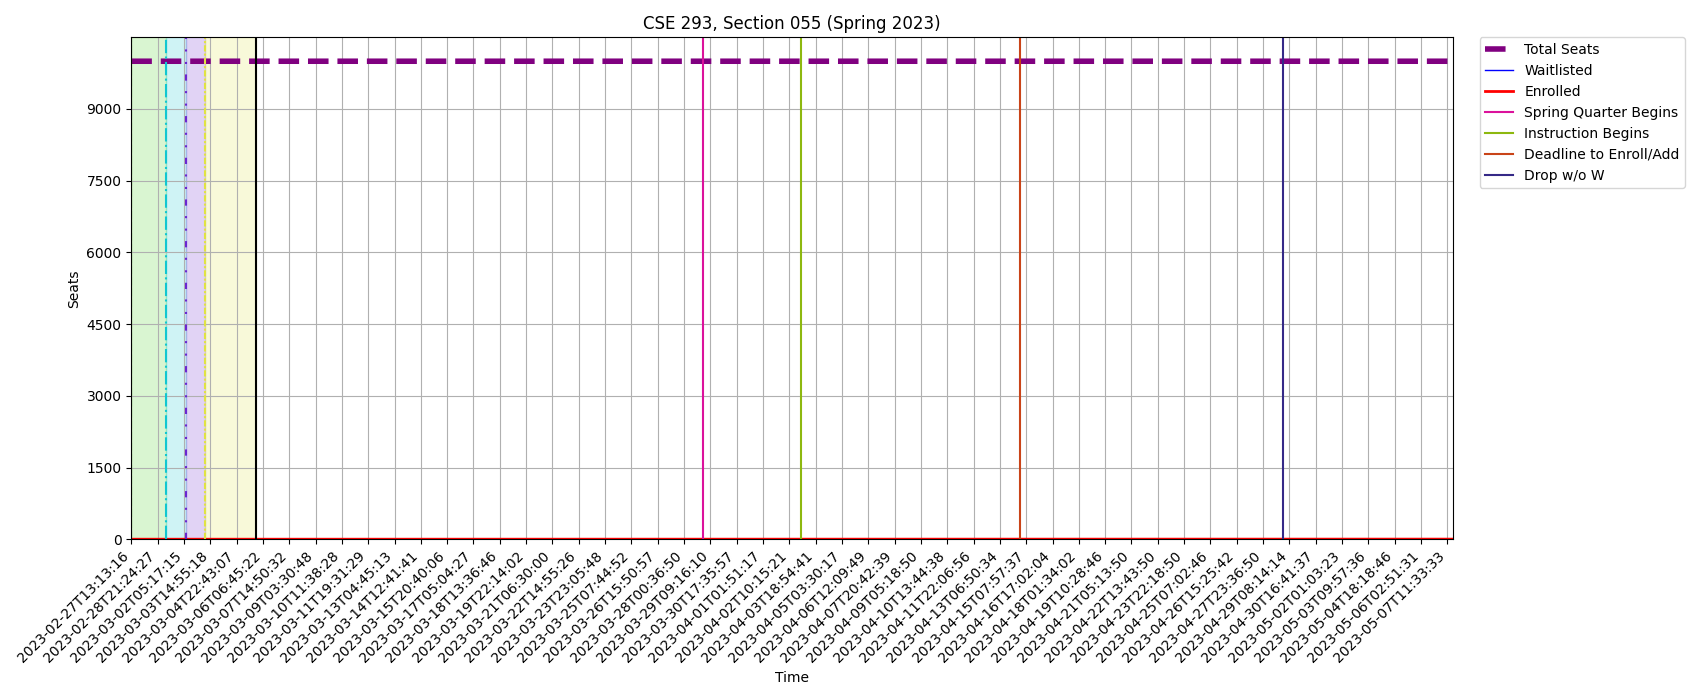 CSE 293, Section 055 (Spring 2023)
Total Seats
Waitlisted
Enrolled
Spring Quarter Begins
Instruction Begins
Deadline to Enroll/Add
Drop w/o W
Seats
9000
7500
6000
4500
3000
1500
0
2023-02-27T13:13:16
2023-02-28T21:24:27
2023-03-02T05:17:15
2023-03-03T14:55:18
2023-03-04T22:43:07
2023-03-06T06:45:22
2023-03-07T14:50:32
2023-03-09T03:30:48
2023-03-10T11:38:28
2023-03-11T19:31:29
2023-03-13T04:45:13
2023-03-14T12:41:41
2023-03-15T20:40:06
2023-03-17T05:04:27
2023-03-18T13:36:46
2023-03-19T22:14:02
2023-03-21T06:30:00
2023-03-22T14:55:26
2023-03-23T23:05:48
2023-03-25T07:44:52
2023-03-26T15:50:57
2023-03-28T00:36:50
2023-03-29T09:16:10
2023-03-30T17:35:57
2023-04-01T01:51:17
2023-04-02T10:15:21
2023-04-03T18:54:41
2023-04-05T03:30:17
2023-04-06T12:09:49
2023-04-07T20:42:39
2023-04-09T05:18:50
2023-04-10T13:44:38
2023-04-11T22:06:56
2023-04-13T06:50:34
2023-04-15T07:57:37
2023-04-16T17:02:04
2023-04-18T01:34:02
2023-04-19T10:28:46
2023-04-21T05:13:50
2023-04-22T13:43:50
2023-04-23T22:18:50
2023-04-25T07:02:46
2023-04-26T15:25:42
2023-04-27T23:36:50
2023-04-29T08:14:14
2023-04-30T16:41:37
2023-05-02T01:03:23
2023-05-03T09:57:36
2023-05-04T18:18:46
2023-05-06T02:51:31
2023-05-07T11:33:33
Time